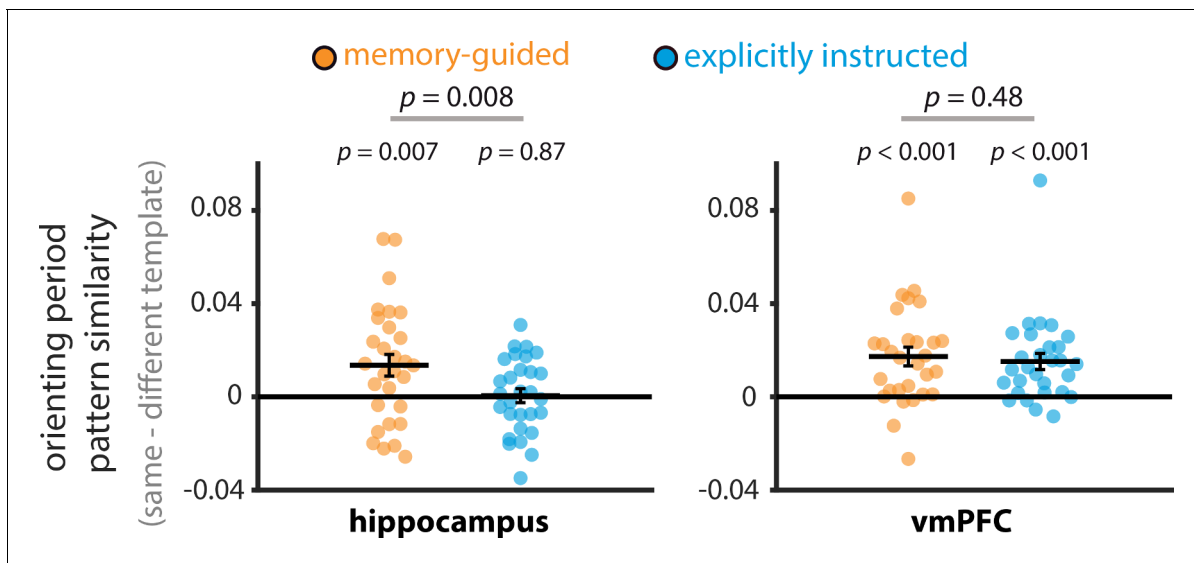 memory-guided
explicitly instructed
p = 0.008
p = 0.48
p = 0.007
p = 0.87
p < 0.001
p < 0.001
orienting period
pattern similarity
(same - different template)
0.08
0.04
0
-0.04
hippocampus
0.08
0.04
0
-0.04
vmPFC